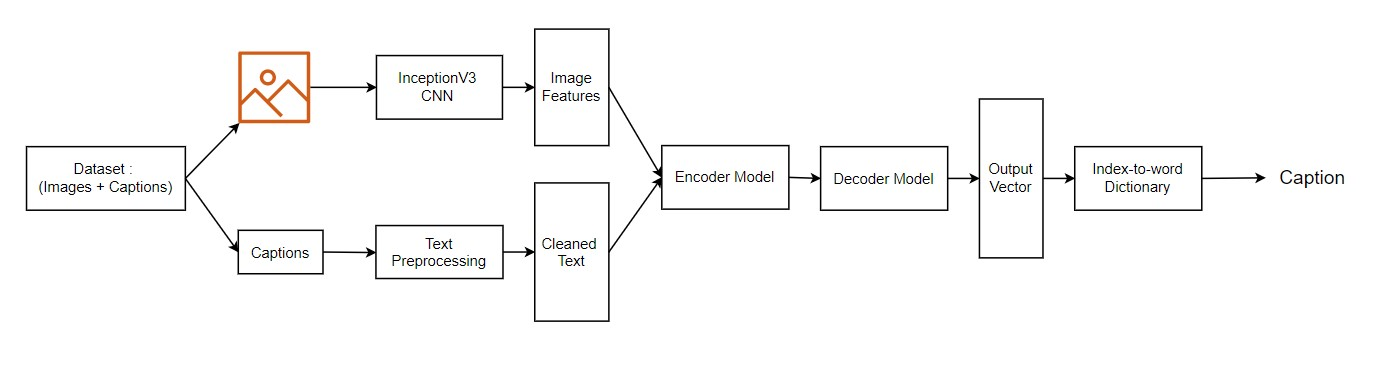 Dataset :
(Images + Captions)
InceptionV3
CNN
Image
Features
Captions
Text
Preprocessing
Cleaned
Text
Encoder Model
Decoder Model
Output
Vector
Index-to-word
Dictionary
Caption